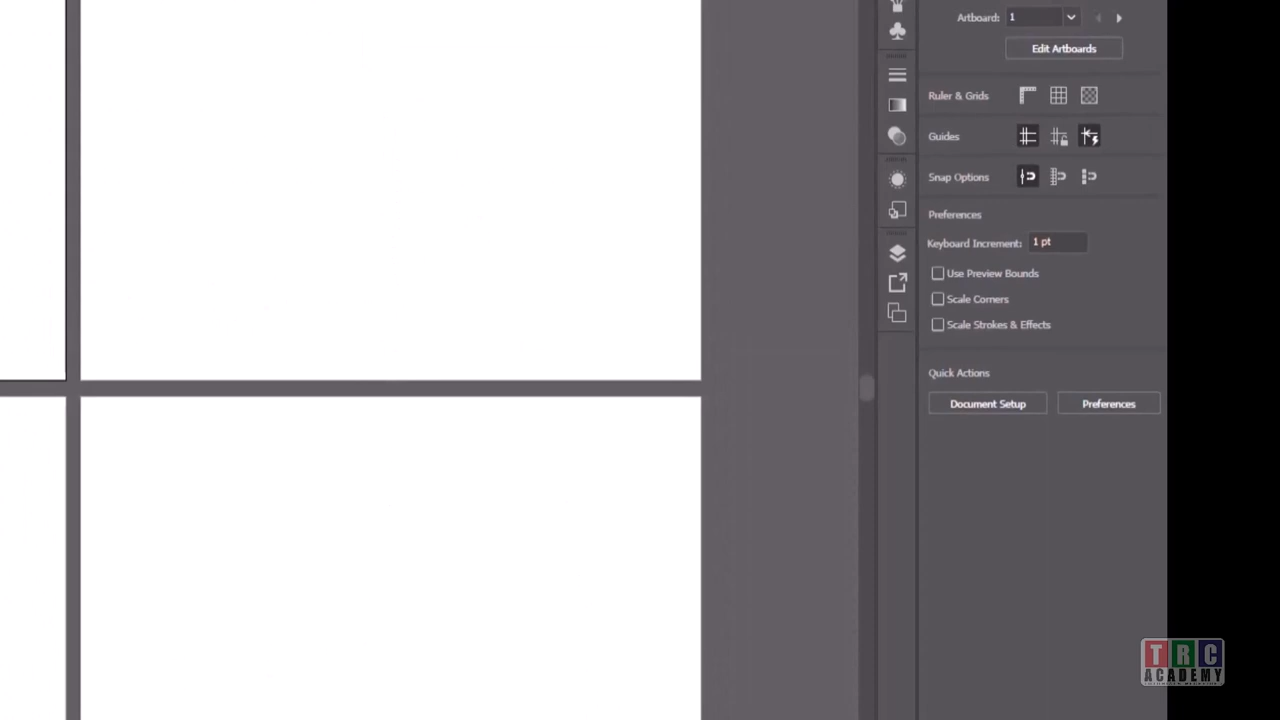 Artboard: 1
Edit Artboards
Ruler & Grids
Guides
Snap Options
Preferences
Keyboard Increment: 1 pt
Use Preview Bounds
Scale Corners
Scale Strokes & Effects
Quick Actions
Document Setup Preferences
TRC
ACADEMY